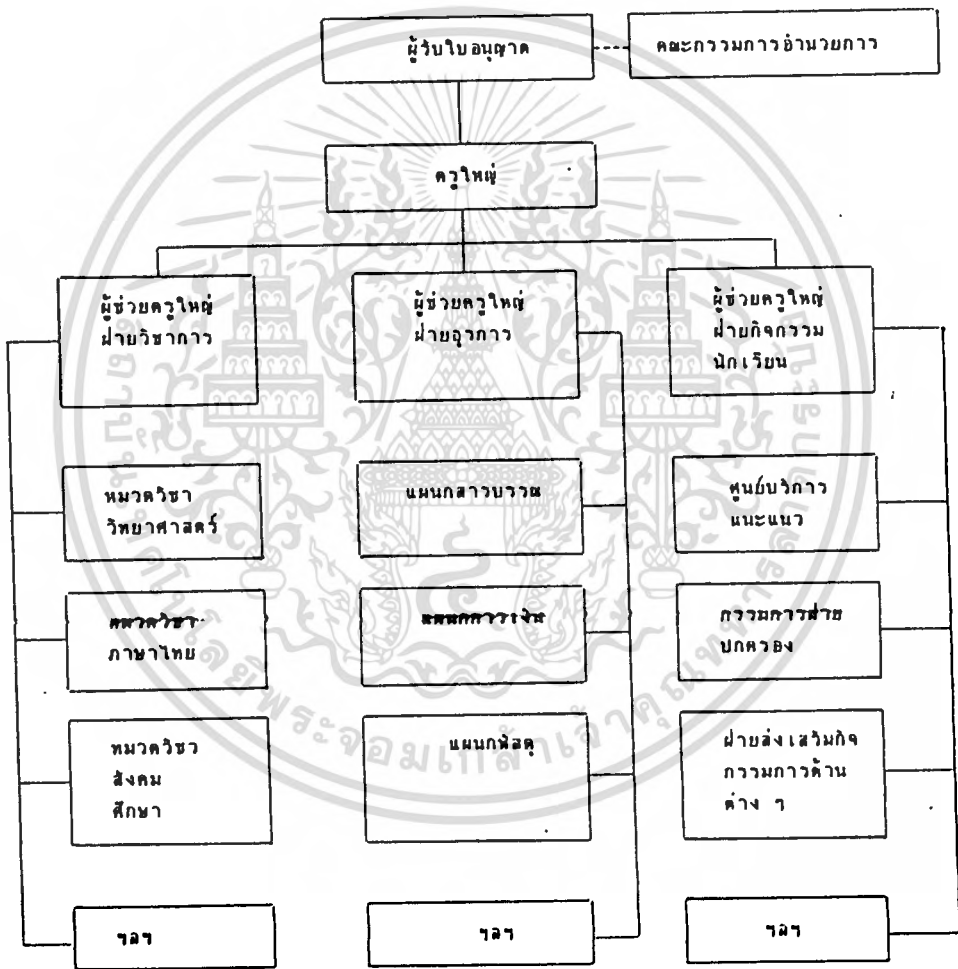 ผู้รับใบอนุญาต
คณะกรรมการอำนวยการ
ครูใหญ่
ผู้ช่วยครูใหญ่
ฝ่ายวิชาการ
ผู้ช่วยครูใหญ่
ฝ่ายธุรการ
ผู้ช่วยครูใหญ่
ฝ่ายกิจกรรม
นักเรียน
หมวดวิชา
วิทยาศาสตร์
แผนกสารบรรณ
ศูนย์บริการ
แนะแนว
หมวดวิชา
ภาษาไทย
แผนกการเงิน
กรรมการฝ่าย
ปกครอง
หมวดวิชา
สังคม
ศึกษา
แผนกพัสดุ
ฝ่ายส่งเสริมกิจ
กรรมการด้าน
ต่าง ๆ
ฯลฯ
ฯลฯ
ฯลฯ